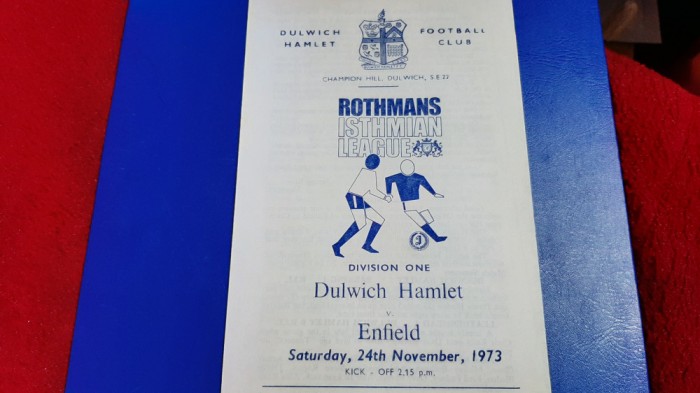 DULWICH FOOTBALL
HAMLET CLUB
CHAMPION HILL, DULWICH, S.E.22
ROTHMANS
ISTHMIAN
LEAGUE
DIVISION ONE
Dulwich Hamlet
v.
Enfield
Saturday, 24th November, 1973
KICK - OFF 2.15 p.m.